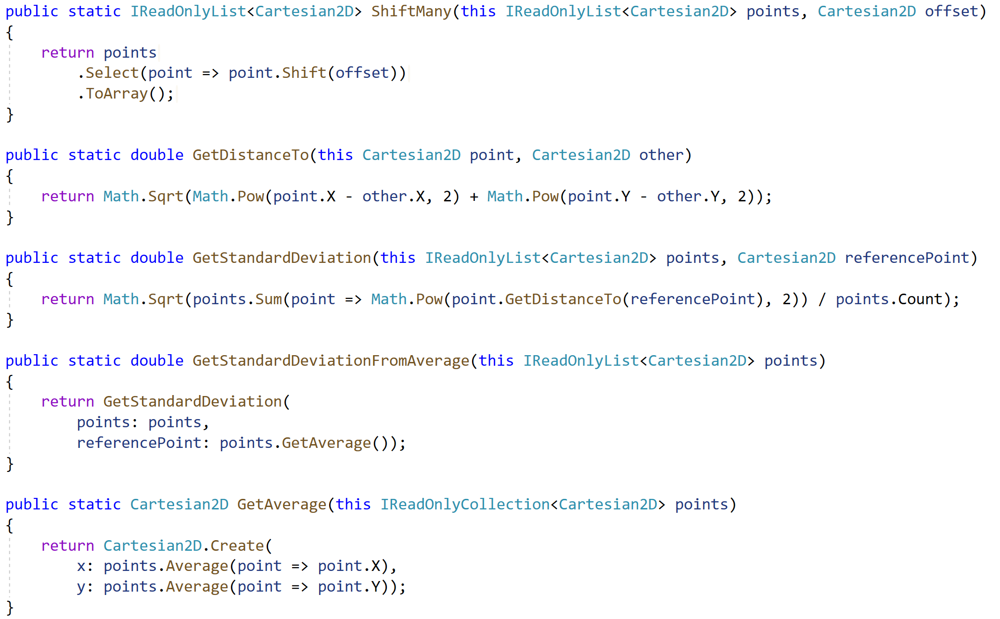 public static IReadOnlyList<Cartesian2D> ShiftMany(this IReadOnlyList<Cartesian2D> points, Cartesian2D offset)
{
    return points
        .Select(point => point.Shift(offset))
        .ToArray();
}

public static double GetDistanceTo(this Cartesian2D point, Cartesian2D other)
{
    return Math.Sqrt(Math.Pow(point.X - other.X, 2) + Math.Pow(point.Y - other.Y, 2));
}

public static double GetStandardDeviation(this IReadOnlyList<Cartesian2D> points, Cartesian2D referencePoint)
{
    return Math.Sqrt(points.Sum(point => Math.Pow(point.GetDistanceTo(referencePoint), 2)) / points.Count);
}

public static double GetStandardDeviationFromAverage(this IReadOnlyList<Cartesian2D> points)
{
    return GetStandardDeviation(
        points: points,
        referencePoint: points.GetAverage());
}

public static Cartesian2D GetAverage(this IReadOnlyCollection<Cartesian2D> points)
{
    return Cartesian2D.Create(
        x: points.Average(point => point.X),
        y: points.Average(point => point.Y));
}